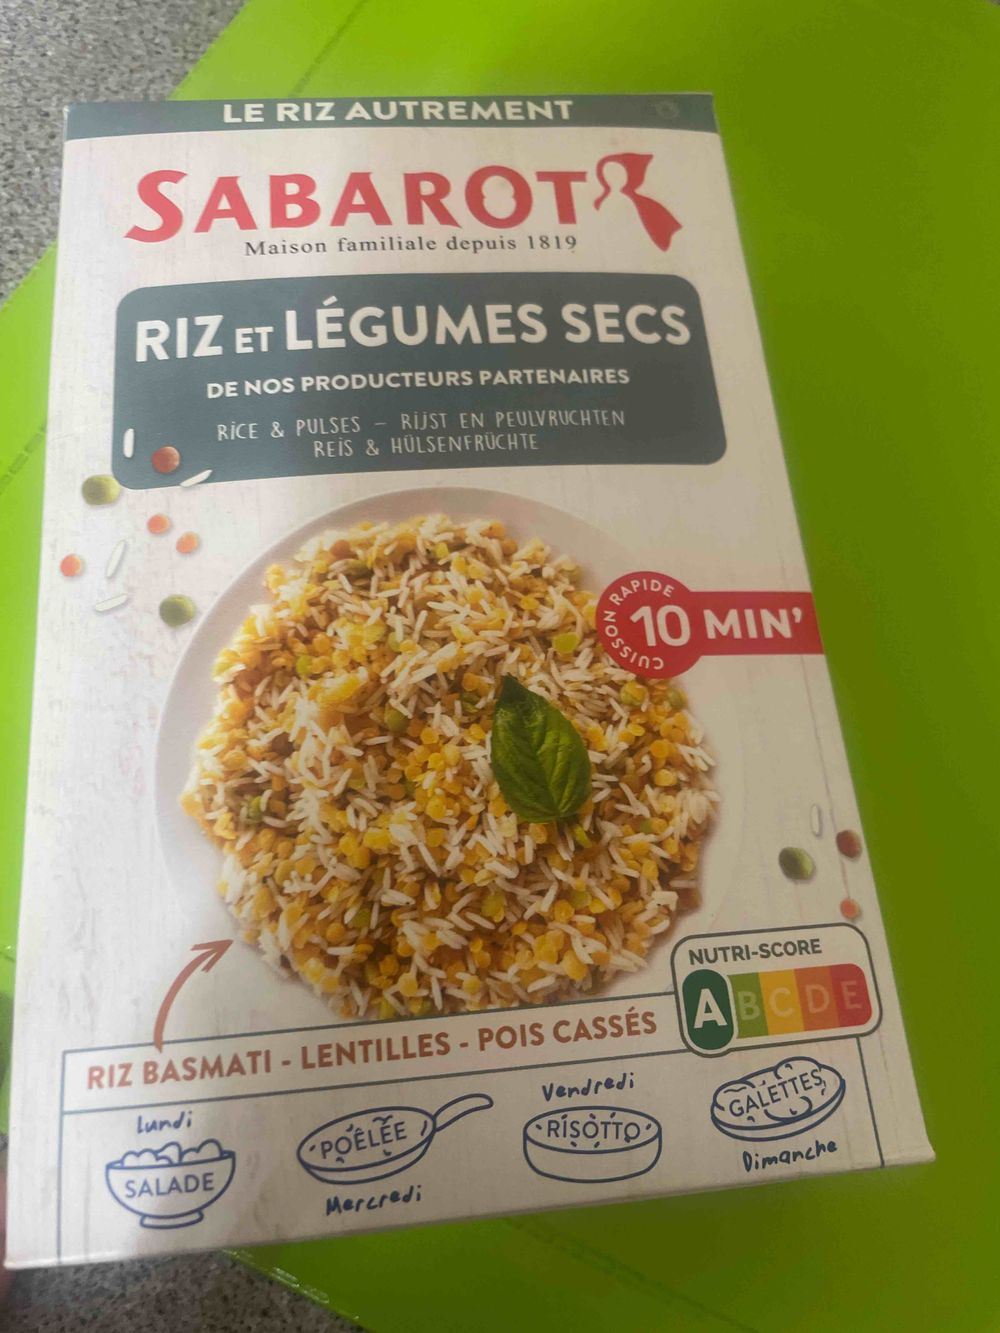 LE RIZ AUTREMENT
SABAROT
Maison familiale depuis 1819
RIZ ET LÉGUMES SECS
DE NOS PRODUCTEURS PARTENAIRES
RICE & PULSES – RIJST EN PEULVRUCHTEN
REIS & HÜLSENFRÜCHTE
CUISSON RAPIDE
10 MIN'
NUTRI-SCORE
A B C D E
RIZ BASMATI - LENTILLES - POIS CASSÉS
Lundi
SALADE
POÊLÉE
Mercredi
Vendredi
RISOTTO
GALETTES
Dimanche